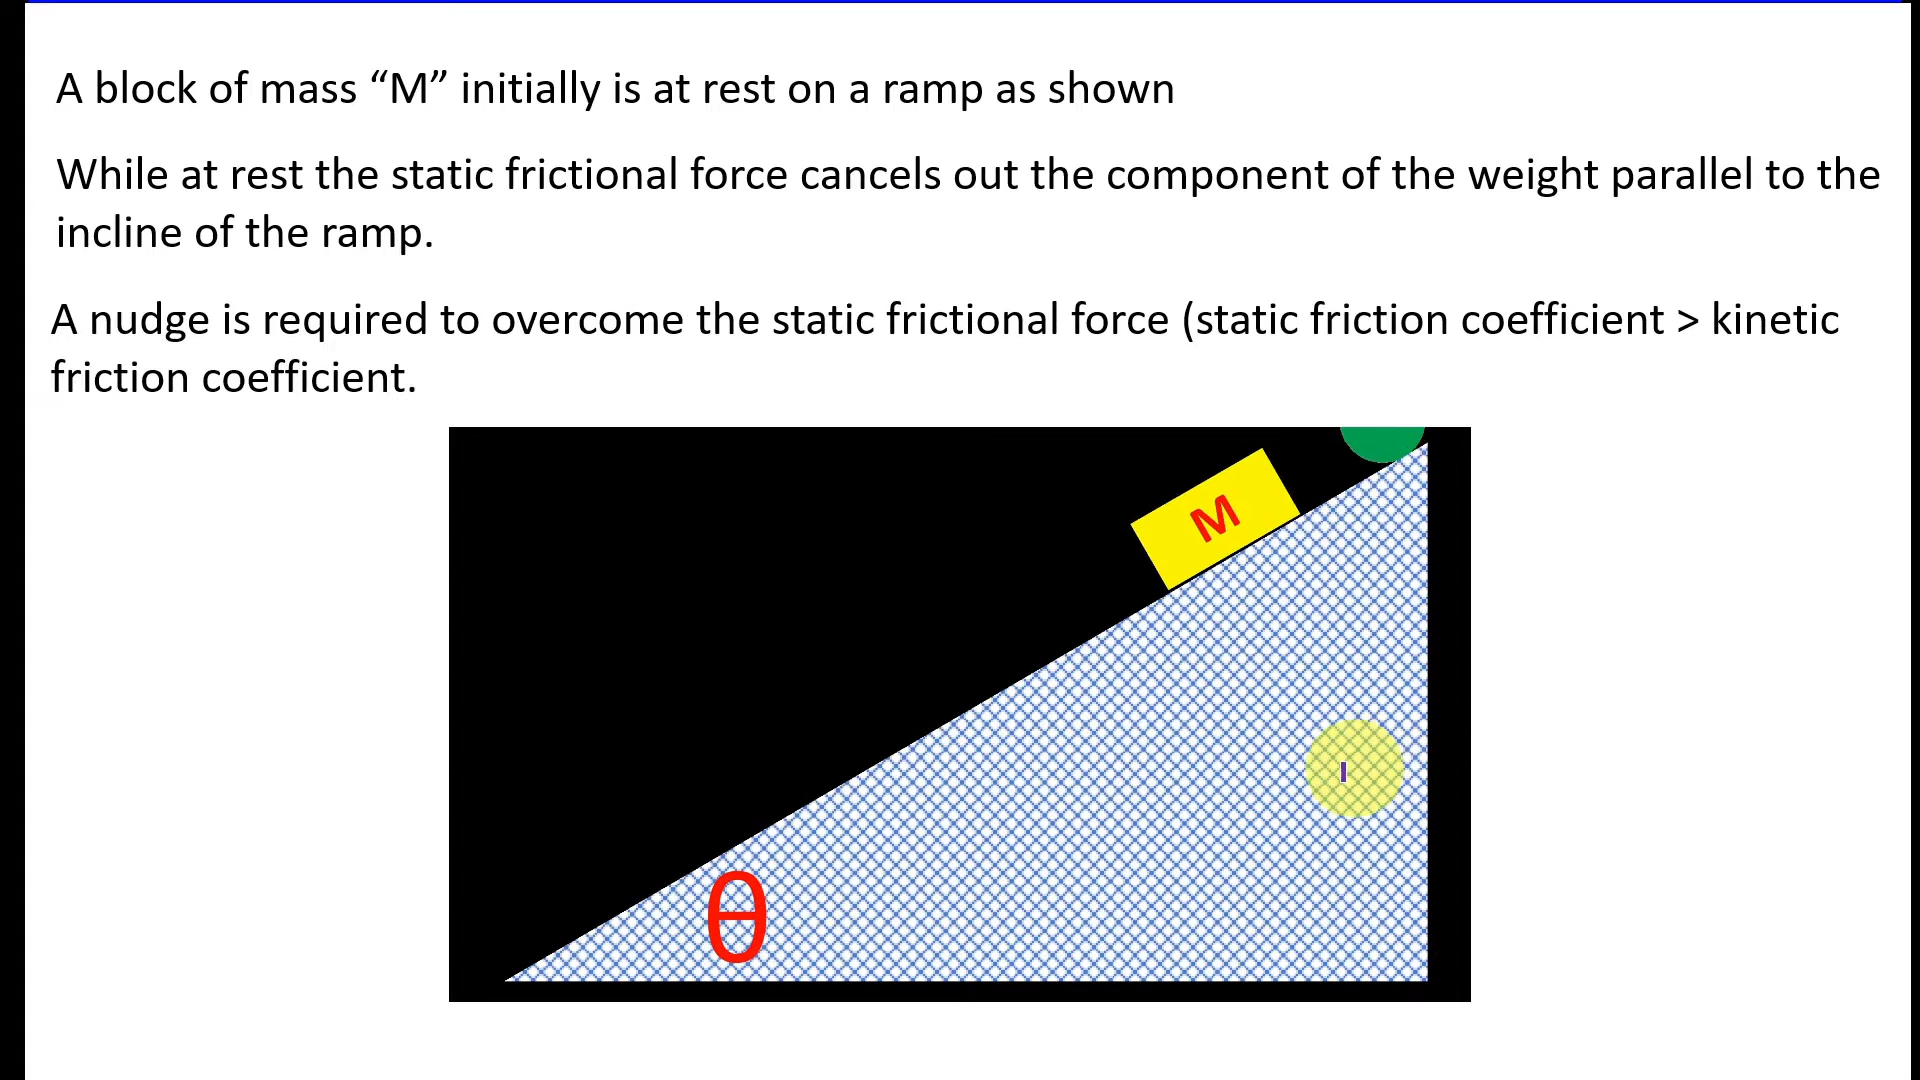 A block of mass “M” initially is at rest on a ramp as shown
While at rest the static frictional force cancels out the component of the weight parallel to the
incline of the ramp.
A nudge is required to overcome the static frictional force (static friction coefficient > kinetic
friction coefficient.
M
θ